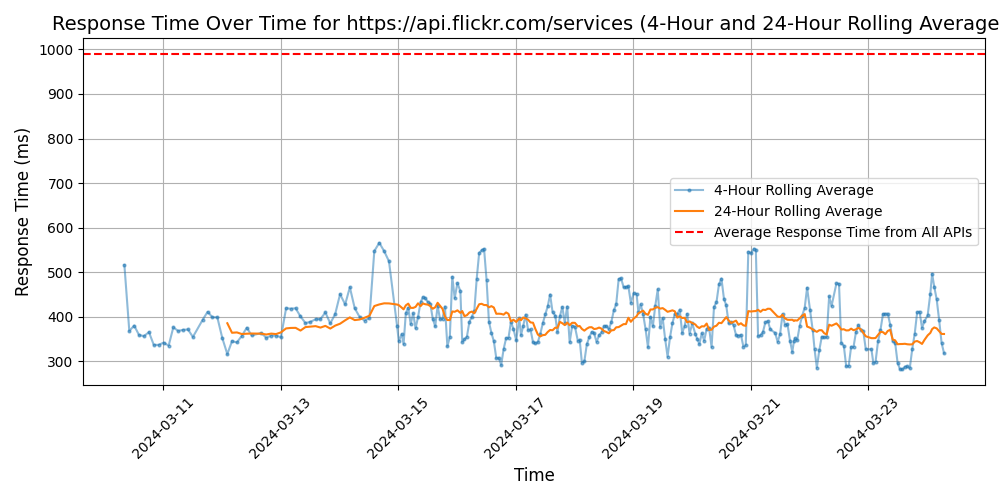 Response Time Over Time for https://api.flickr.com/services (4-Hour and 24-Hour Rolling Average
1000
900
800
700
600
500
400
300
Response Time (ms)
4-Hour Rolling Average
24-Hour Rolling Average
Average Response Time from All APIs
2024-03-11
2024-03-13
2024-03-15
2024-03-17
2024-03-19
2024-03-21
2024-03-23
Time